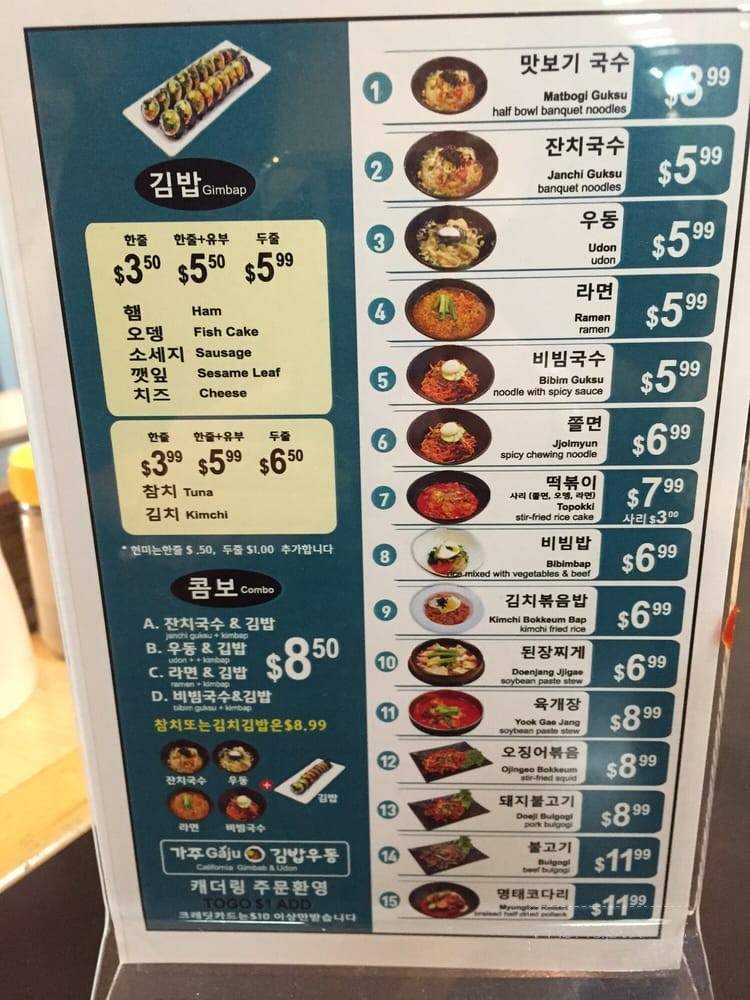 김밥 Gimbap
한줄 한줄+유부 두줄
$3.50 $5.50 $5.99
햄 Ham
오뎅 Fish Cake
소세지 Sausage
깻잎 Sesame Leaf
치즈 Cheese
한줄 한줄+유부 두줄
$3.99 $5.99 $6.50
참치 Tuna
김치 Kimchi
* 현미는한줄 $ .50, 두줄 $1.00 추가합니다
콤보 Combo
A. 잔치국수 & 김밥
janchi guksu + kimbap
B. 우동 & 김밥
udon + + kimbap
C. 라면 & 김밥
ramen + kimbap
D. 비빔국수&김밥
bibim guksu + kimbap
$8.50
참치또는김치김밥은$8.99
잔치국수 우동
+ 김밥
라면 비빔국수
가주 Gaju 김밥우동
California Gimbab & Udon
캐더링 주문환영
TOGO $1 ADD
크레딧카드는$10 이상만받습니다
1 맛보기 국수
Matbogi Guksu
half bowl banquet noodles
$3.99
2 잔치국수
Janchi Guksu
banquet noodles
$5.99
3 우동
Udon
udon
$5.99
4 라면
Ramen
ramen
$5.99
5 비빔국수
Bibim Guksu
noodle with spicy sauce
$5.99
6 쫄면
Jjolmyun
spicy chewing noodle
$6.99
7 떡볶이
사리 (쫄면, 오뎅, 라면)
Topokki
stir-fried rice cake
$7.99
사리 $3.00
8 비빔밥
Bibimbap
rice mixed with vegetables & beef
$6.99
9 김치볶음밥
Kimchi Bokkeum Bap
kimchi fried rice
$6.99
10 된장찌게
Doenjang Jjigae
soybean paste stew
$6.99
11 육개장
Yook Gae Jang
soybean paste stew
$8.99
12 오징어볶음
Ojingeo Bokkeum
stir-fried squid
$8.99
13 돼지불고기
Doeji Bulgogi
pork bulgogi
$8.99
14 불고기
Bulgogi
beef bulgogi
$11.99
15 명태코다리
Myungtae
braised half-dried pollack
$11.99